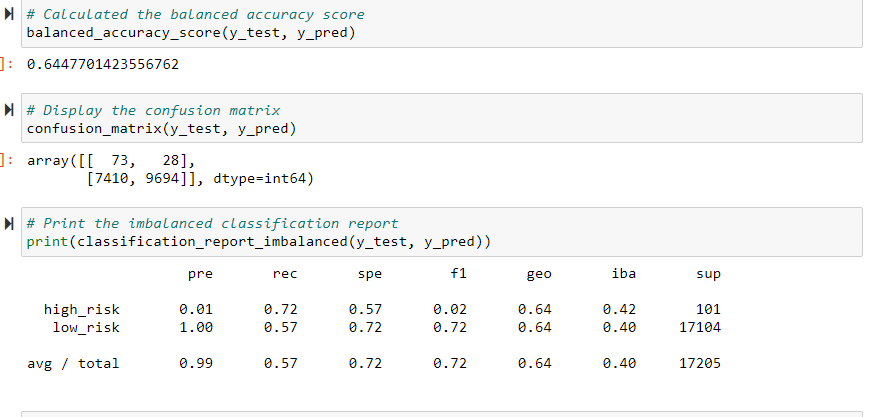 # Calculated the balanced accuracy score
balanced_accuracy_score(y_test, y_pred)
]: 0.6447701423556762
# Display the confusion matrix
confusion_matrix(y_test, y_pred)
]: array([[  73,   28],
       [7410, 9694]], dtype=int64)
# Print the imbalanced classification report
print(classification_report_imbalanced(y_test, y_pred))
pre rec spe f1 geo iba sup
high_risk 0.01 0.72 0.57 0.02 0.64 0.42 101
low_risk 1.00 0.57 0.72 0.72 0.64 0.40 17104
avg / total 0.99 0.57 0.72 0.72 0.64 0.40 17205